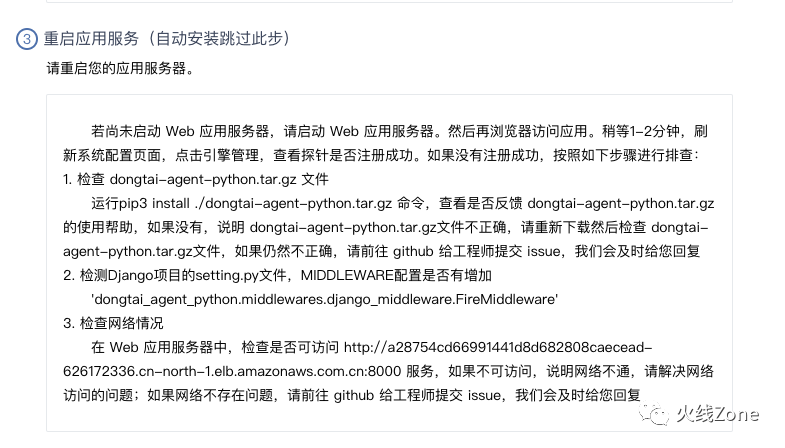 3 重启应用服务（自动安装跳过此步）
请重启您的应用服务器。
若尚未启动 Web 应用服务器，请启动 Web 应用服务器。然后再浏览器访问应用。稍等1-2分钟，刷
新系统配置页面，点击引擎管理，查看探针是否注册成功。如果没有注册成功，按照如下步骤进行排查：
1. 检查 dongtai-agent-python.tar.gz 文件
运行pip3 install ./dongtai-agent-python.tar.gz 命令，查看是否反馈 dongtai-agent-python.tar.gz
的使用帮助，如果没有，说明 dongtai-agent-python.tar.gz文件不正确，请重新下载然后检查 dongtai-
agent-python.tar.gz文件，如果仍然不正确，请前往 github 给工程师提交 issue，我们会及时给您回复
2. 检测Django项目的setting.py文件，MIDDLEWARE配置是否有增加
'dongtai_agent_python.middlewares.django_middleware.FireMiddleware'
3. 检查网络情况
在 Web 应用服务器中，检查是否可访问 http://a28754cd66991441d8d682808caecead-
626172336.cn-north-1.elb.amazonaws.com.cn:8000 服务，如果不可访问，说明网络不通，请解决网络
访问的问题；如果网络不存在问题，请前往 github 给工程师提交 issue，我们会及时给您回复
火线Zone